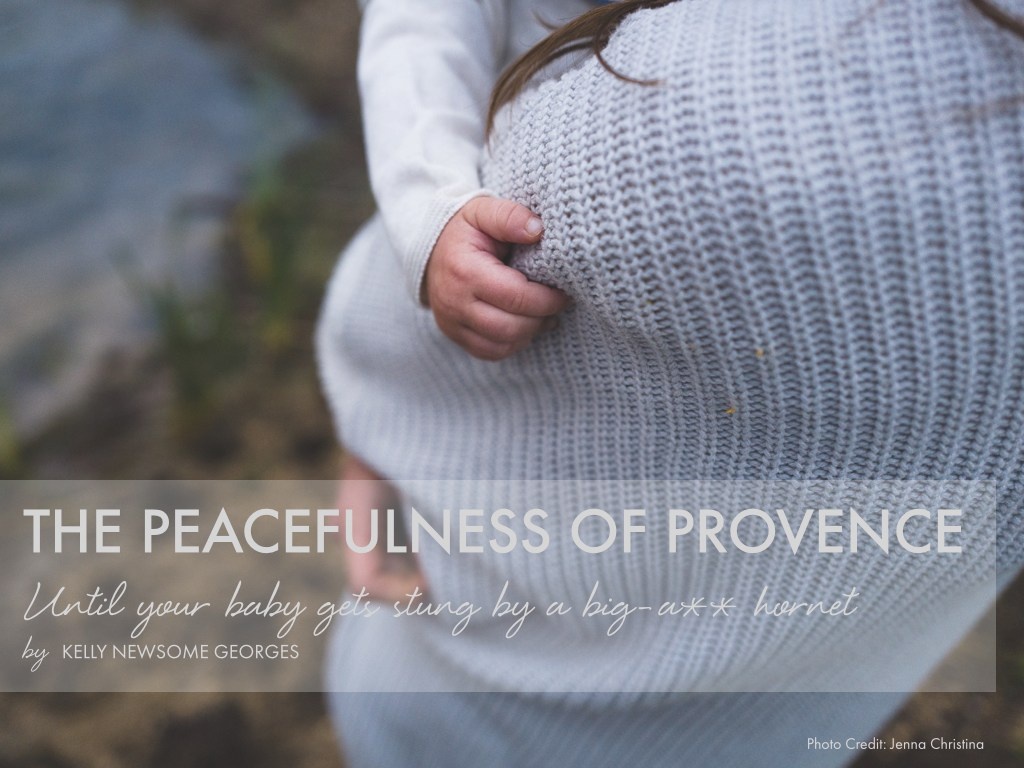 THE PEACEFULNESS OF PROVENCE
Until your baby gets stung by a big-a** hornet
by KELLY NEWSOME GEORGES
Photo Credit: Jenna Christina